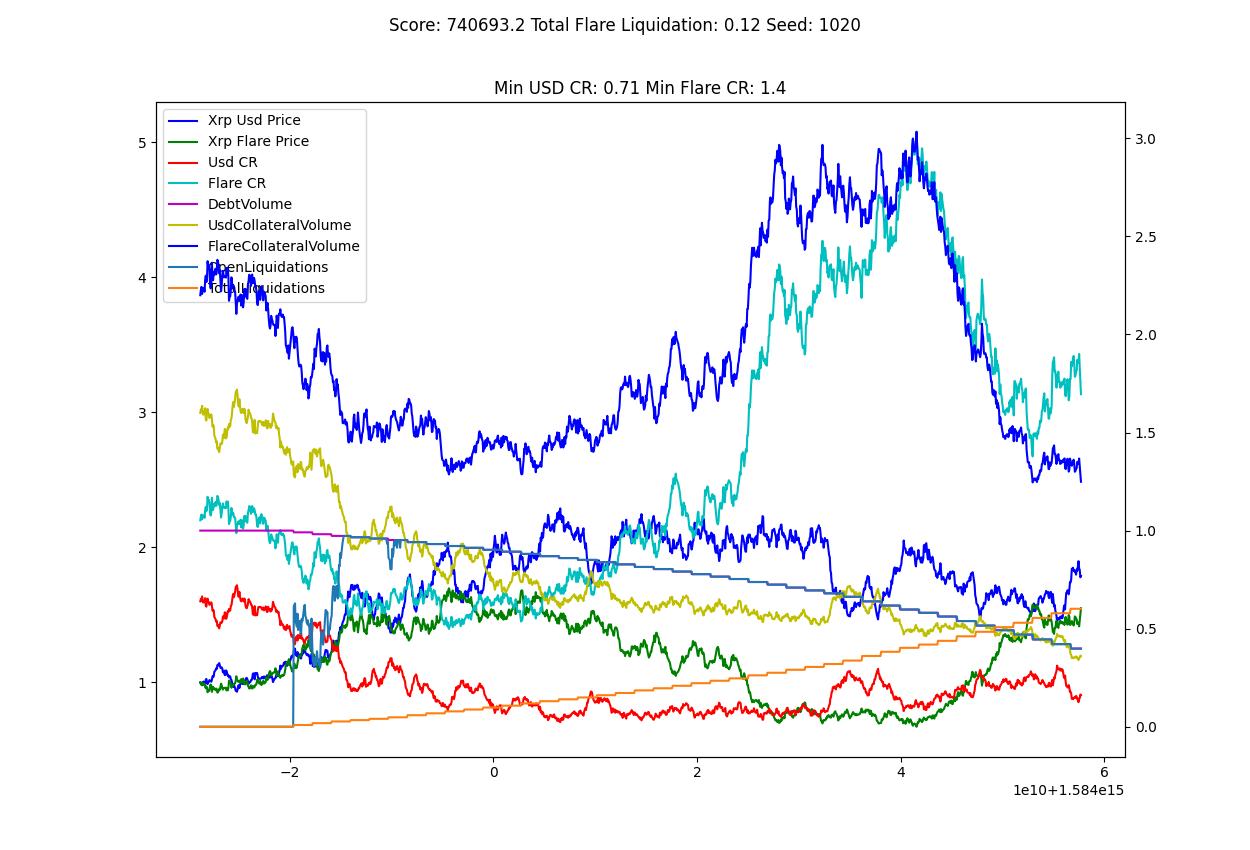 Score: 740693.2 Total Flare Liquidation: 0.12 Seed: 1020
Min USD CR: 0.71 Min Flare CR: 1.4
Xrp Usd Price
Xrp Flare Price
Usd CR
Flare CR
DebtVolume
UsdCollateralVolume
FlareCollateralVolume
OpenLiquidations
TotalLiquidations
5
4
3
2
1
3.0
2.5
2.0
1.5
1.0
0.5
0.0
−2
0
2
4
6
1e10+1.584e15